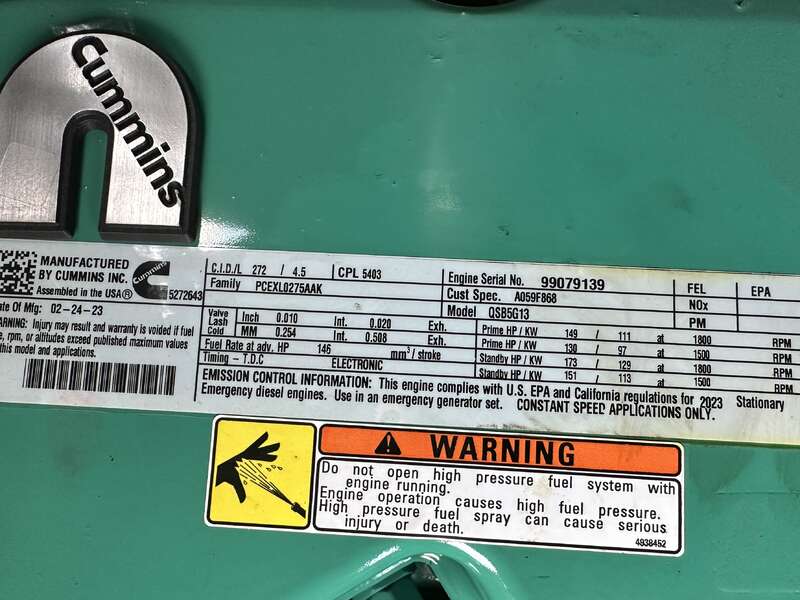 Cummins
MANUFACTURED
BY CUMMINS INC.
Assembled in the USA®
Cummins
5272643
ate Of Mfg: 02-24-23
WARNING: Injury may result and warranty is voided if fuel
e, rpm, or altitudes exceed published maximum values
this model and applications.
C.I.D./L 272 / 4.5 CPL 5403
Family PCEXL0275AAK
Valve Lash Cold Inch 0.010 Int. 0.020 Exh.
MM 0.254 Int. 0.508 Exh.
Fuel Rate at adv. HP 146 mm³/ stroke
Timing - T.D.C ELECTRONIC
Engine Serial No. 99079139
Cust Spec. A059F868
Model QSB5G13
Prime HP / KW 149 / 111 at 1800 RPM
Prime HP / KW 130 / 97 at 1500 RPM
Standby HP / KW 173 / 129 at 1800 RPM
Standby HP / KW 151 / 113 at 1500 RPM
FEL EPA
NOx
PM
EMISSION CONTROL INFORMATION: This engine complies with U.S. EPA and California regulations for 2023 Stationary
Emergency diesel engines. Use in an emergency generator set. CONSTANT SPEED APPLICATIONS ONLY.
WARNING
Do not open high pressure fuel system with
engine running.
Engine operation causes high fuel pressure.
High pressure fuel spray can cause serious
injury or death.
4938452